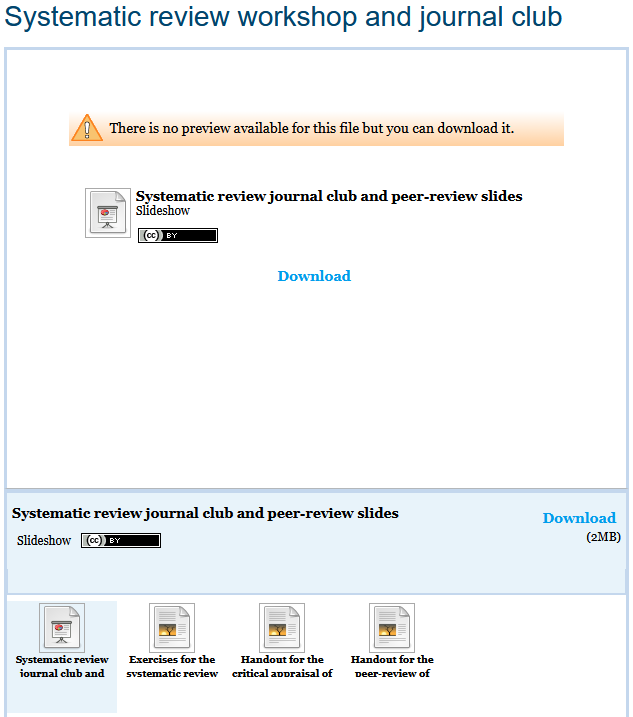 Systematic review workshop and journal club
There is no preview available for this file but you can download it.
Systematic review journal club and peer-review slides
Slideshow
(cc) BY
Download
Systematic review journal club and peer-review slides
Download
Slideshow
(cc) BY
(2MB)
Systematic review
journal club and
Exercises for the
systematic review
Handout for the
critical appraisal of
Handout for the
peer-review of